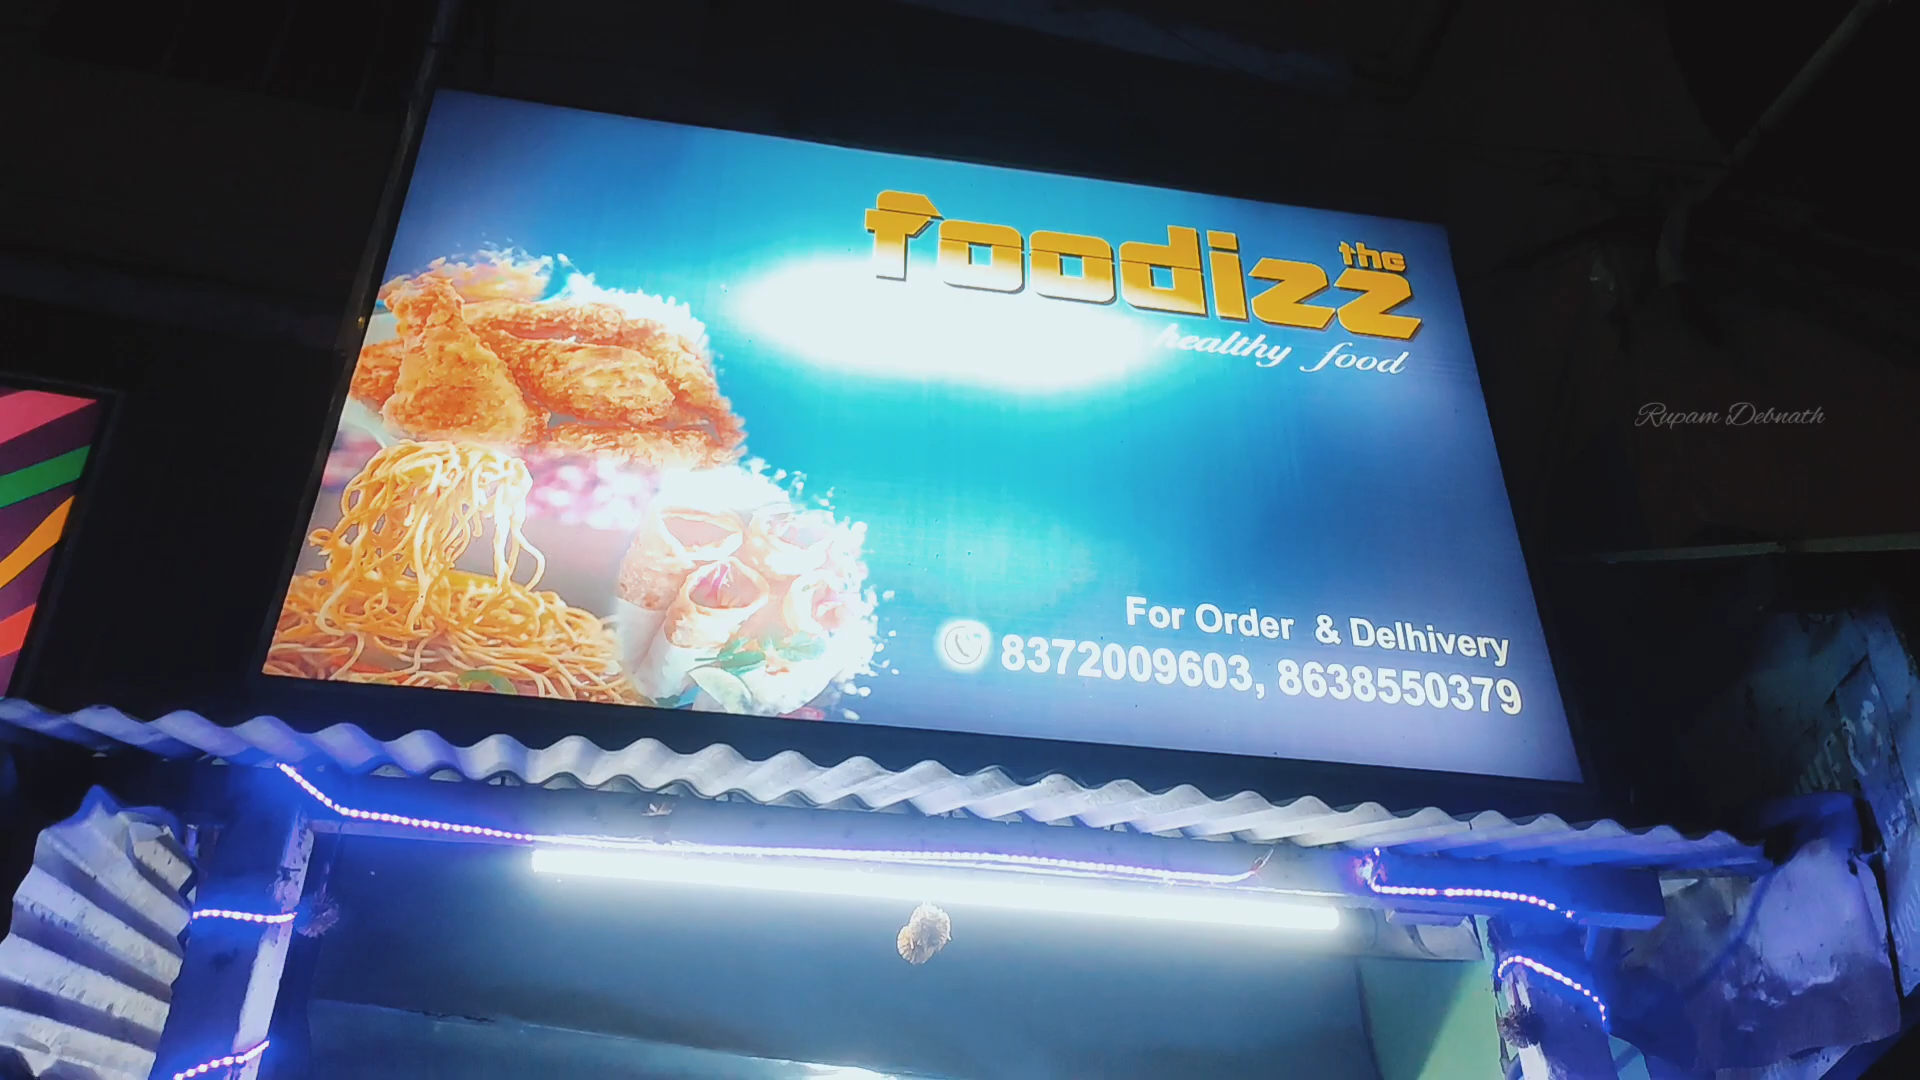 the
foodizz
healthy food
For Order & Delhivery
8372009603, 8638550379
Rupam Debnath